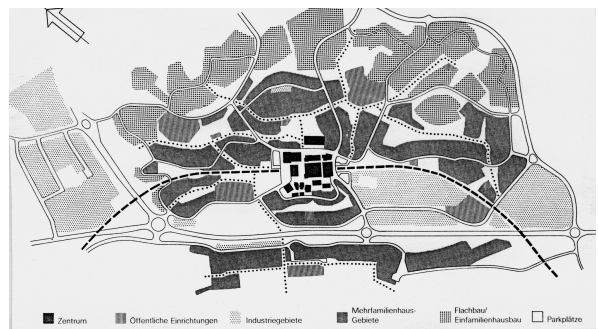 Zentrum
Öffentliche Einrichtungen
Industriegebiete
Mehrfamilienhaus-
Gebiete
Flachbau/
Einfamilienhausbau
Parkplätze